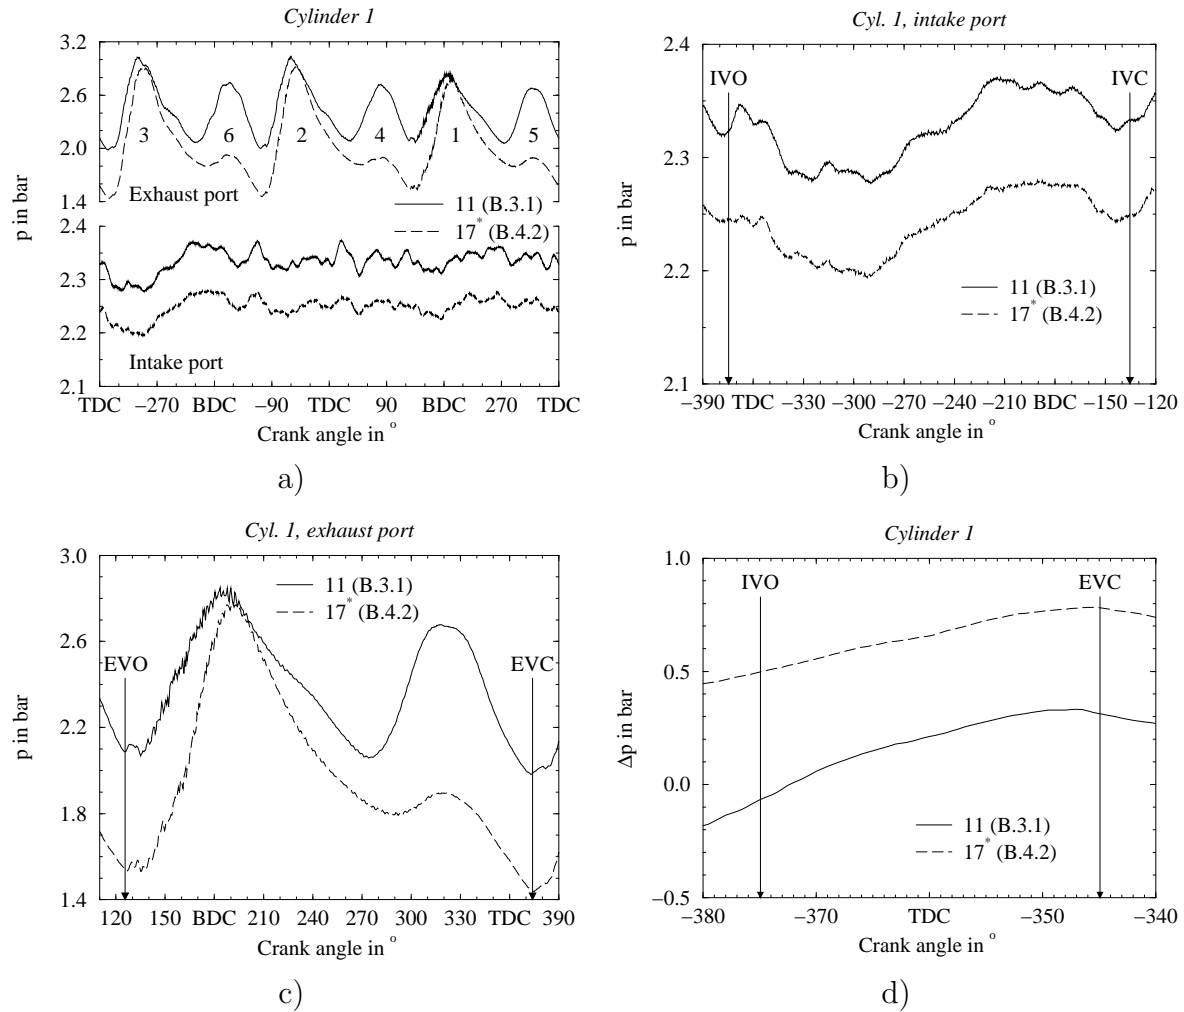 Cylinder 1
3.2
2.6
2.0
1.4
3 6 2 4 1 5
Exhaust port
11 (B.3.1)
17* (B.4.2)
2.4
2.3
2.2
2.1
Intake port
p in bar
TDC −270 BDC −90 TDC 90 BDC 270 TDC
Crank angle in °
a)
Cyl. 1, intake port
2.4
2.3
2.2
2.1
IVO IVC
11 (B.3.1)
17* (B.4.2)
p in bar
−390 TDC −330 −300 −270 −240 −210 BDC −150 −120
Crank angle in °
b)
Cyl. 1, exhaust port
3.0
2.6
2.2
1.8
1.4
11 (B.3.1)
17* (B.4.2)
EVO EVC
p in bar
120 150 BDC 210 240 270 300 330 TDC 390
Crank angle in °
c)
Cylinder 1
1.0
0.5
0.0
−0.5
IVO EVC
11 (B.3.1)
17* (B.4.2)
Δp in bar
−380 −370 TDC −350 −340
Crank angle in °
d)